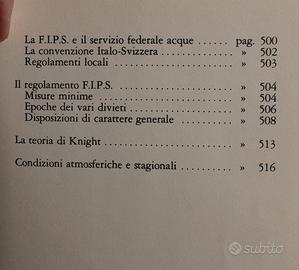 La F.I.P.S. e il servizio federale acque ...... pag. 500
La convenzione Italo-Svizzera ............ » 502
Regolamenti locali ....................... » 503
Il regolamento F.I.P.S. .................... » 504
Misure minime .......................... » 504
Epoche dei vari divieti .................... » 506
Disposizioni di carattere generale ........... » 508
La teoria di Knight ........................ » 513
Condizioni atmosferiche e stagionali ......... » 516
subito